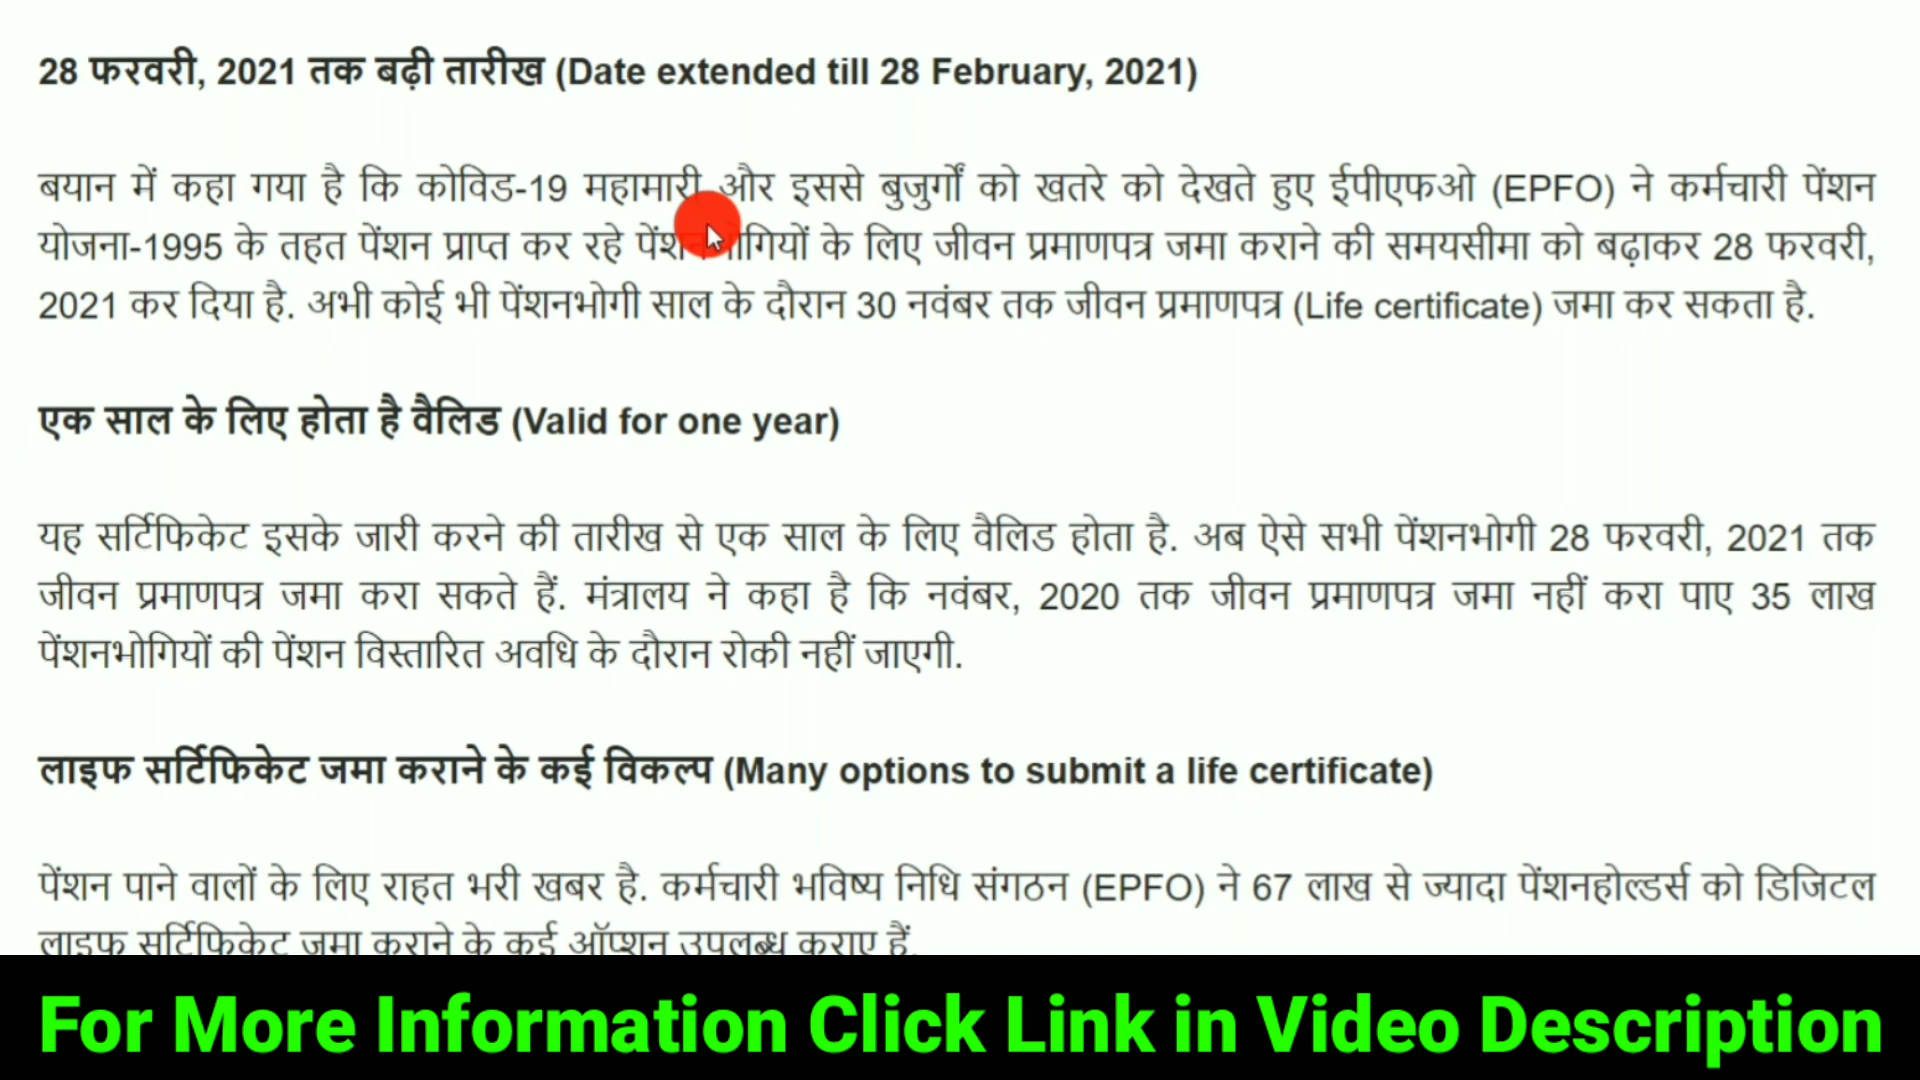 28 फरवरी, 2021 तक बढ़ी तारीख (Date extended till 28 February, 2021)
बयान में कहा गया है कि कोविड-19 महामारी और इससे बुजुर्गों को खतरे को देखते हुए ईपीएफओ (EPFO) ने कर्मचारी पेंशन
योजना-1995 के तहत पेंशन प्राप्त कर रहे के लिए जीवन प्रमाणपत्र जमा कराने की समयसीमा को बढ़ाकर 28 फरवरी,
2021 कर दिया है. अभी कोई भी पेंशनभोगी साल के दौरान 30 नवंबर तक जीवन प्रमाणपत्र (Life certificate) जमा कर सकता है.
एक साल के लिए होता है वैलिड (Valid for one year)
यह सर्टिफिकेट इसके जारी करने की तारीख से एक साल के लिए वैलिड होता है. अब ऐसे सभी पेंशनभोगी 28 फरवरी, 2021 तक
जीवन प्रमाणपत्र जमा करा सकते हैं. मंत्रालय ने कहा है कि नवंबर, 2020 तक जीवन प्रमाणपत्र जमा नहीं करा पाए 35 लाख
पेंशनभोगियों की पेंशन विस्तारित अवधि के दौरान रोकी नहीं जाएगी.
लाइफ सर्टिफिकेट जमा कराने के कई विकल्प (Many options to submit a life certificate)
पेंशन पाने वालों के लिए राहत भरी खबर है. कर्मचारी भविष्य निधि संगठन (EPFO) ने 67 लाख से ज्यादा पेंशनहोल्डर्स को डिजिटल
लाइफ सर्टिफिकेट जमा कराने के कई ऑप्शन उपलब्ध कराए हैं.
For More Information Click Link in Video Description